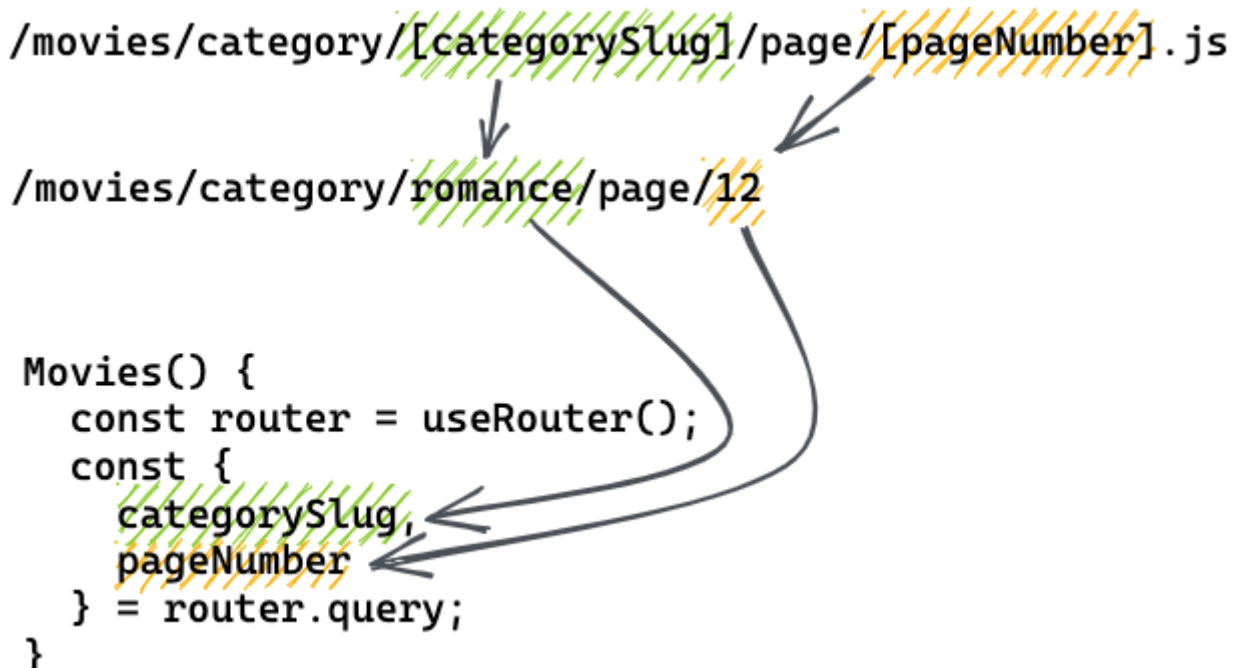 /movies/category/[categorySlug]/page/[pageNumber].js
/movies/category/romance/page/12
Movies() {
  const router = useRouter();
  const {
    categorySlug,
    pageNumber
  } = router.query;
}